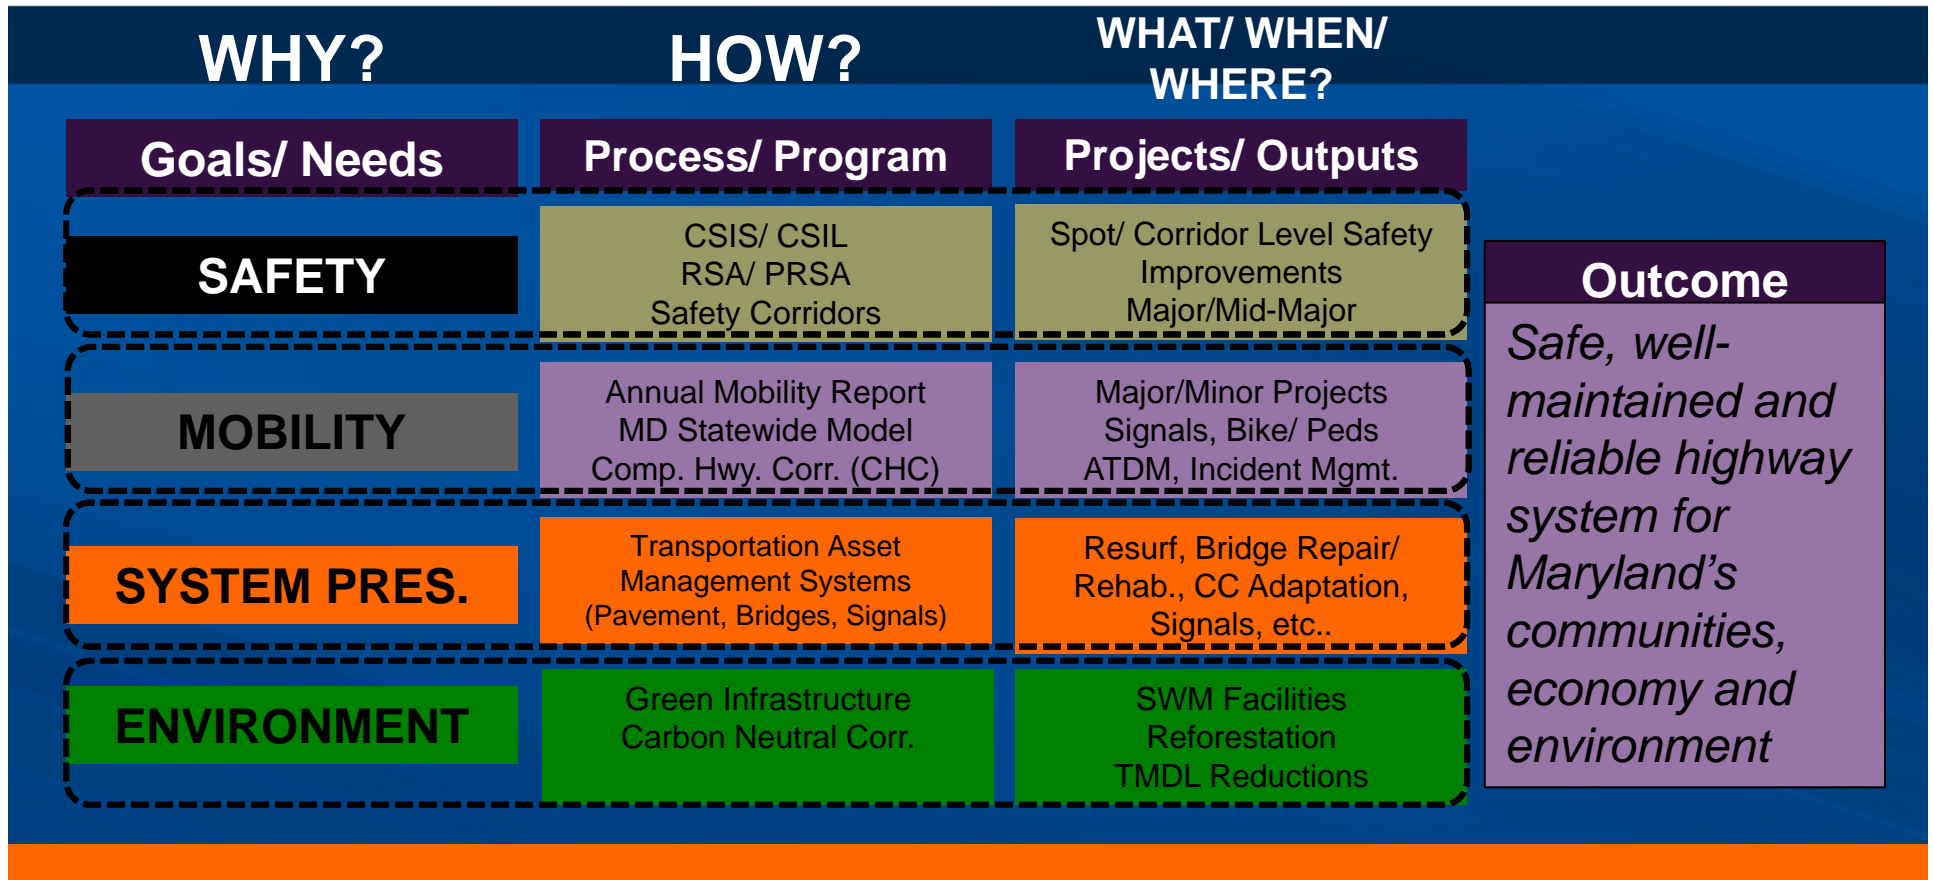 WHY?
HOW?
WHAT/ WHEN/
WHERE?
Goals/ Needs
Process/ Program
Projects/ Outputs
SAFETY
CSIS/ CSIL
RSA/ PRSA
Safety Corridors
Spot/ Corridor Level Safety
Improvements
Major/Mid-Major
MOBILITY
Annual Mobility Report
MD Statewide Model
Comp. Hwy. Corr. (CHC)
Major/Minor Projects
Signals, Bike/ Peds
ATDM, Incident Mgmt.
SYSTEM PRES.
Transportation Asset
Management Systems
(Pavement, Bridges, Signals)
Resurf, Bridge Repair/
Rehab., CC Adaptation,
Signals, etc..
ENVIRONMENT
Green Infrastructure
Carbon Neutral Corr.
SWM Facilities
Reforestation
TMDL Reductions
Outcome
Safe, well-
maintained and
reliable highway
system for
Maryland’s
communities,
economy and
environment